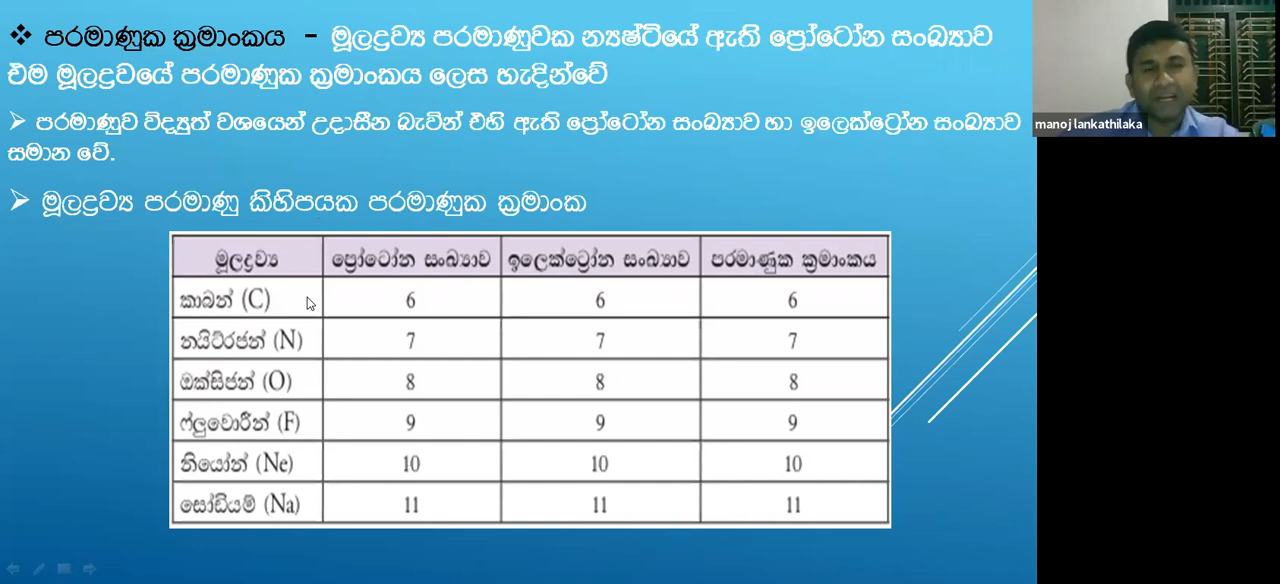 ❖ පරමාණුක ක්‍රමාංකය - මූලද්‍රව්‍ය පරමාණුවක න්‍යෂ්ටියේ ඇති ප්‍රෝටෝන සංඛ්‍යාව
එම මූලද්‍රවයේ පරමාණුක ක්‍රමාංකය ලෙස හැඳින්වේ
manoj lankathilaka
➢ පරමාණුව විද්‍යුත් වශයෙන් උදාසීන බැවින් එහි ඇති ප්‍රෝටෝන සංඛ්‍යාව හා ඉලෙක්ට්‍රෝන සංඛ්‍යාව
සමාන වේ.
➢ මූලද්‍රව්‍ය පරමාණු කිහිපයක පරමාණුක ක්‍රමාංක
මූලද්‍රව්‍ය ප්‍රෝටෝන සංඛ්‍යාව ඉලෙක්ට්‍රෝන සංඛ්‍යාව පරමාණුක ක්‍රමාංකය
කාබන් (C) 6 6 6
නයිට්රජන් (N) 7 7 7
ඔක්සිජන් (O) 8 8 8
ෆ්ලුවොරීන් (F) 9 9 9
නියෝන් (Ne) 10 10 10
සෝඩියම් (Na) 11 11 11